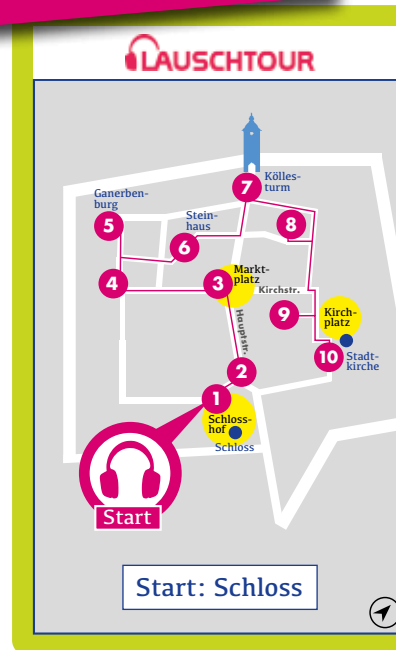 LAUSCHTOUR
7
Kölles-
turm
Ganerben-
burg
5
Stein-
haus
6
8
4
3
Markt-
platz
Kirchstr.
Hauptstr.
9
Kirch-
platz
10
Stadt-
kirche
2
1
Schloss-
hof
Schloss
Start
Start: Schloss